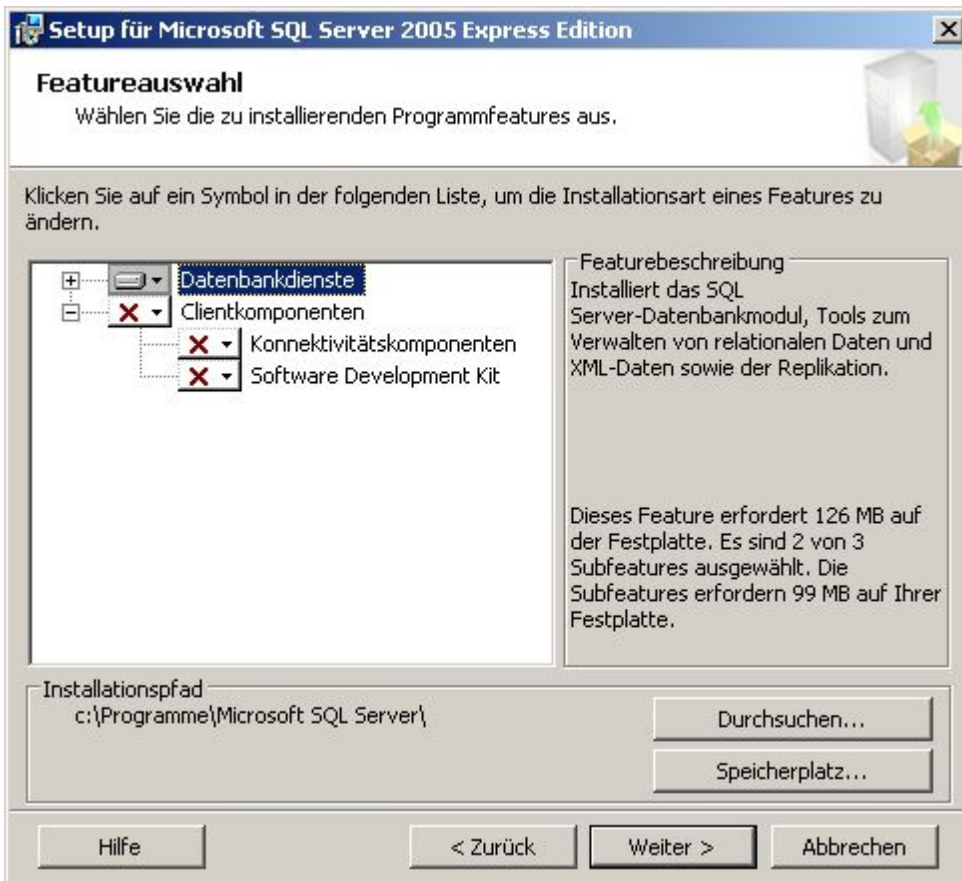 Setup für Microsoft SQL Server 2005 Express Edition
Featureauswahl
Wählen Sie die zu installierenden Programmfeatures aus.
Klicken Sie auf ein Symbol in der folgenden Liste, um die Installationsart eines Features zu
ändern.
Datenbankdienste
Clientkomponenten
Konnektivitätskomponenten
Software Development Kit
Featurebeschreibung
Installiert das SQL
Server-Datenbankmodul, Tools zum
Verwalten von relationalen Daten und
XML-Daten sowie der Replikation.
Dieses Feature erfordert 126 MB auf
der Festplatte. Es sind 2 von 3
Subfeatures ausgewählt. Die
Subfeatures erfordern 99 MB auf Ihrer
Festplatte.
Installationspfad
c:\Programme\Microsoft SQL Server\
Durchsuchen...
Speicherplatz...
Hilfe
< Zurück
Weiter >
Abbrechen